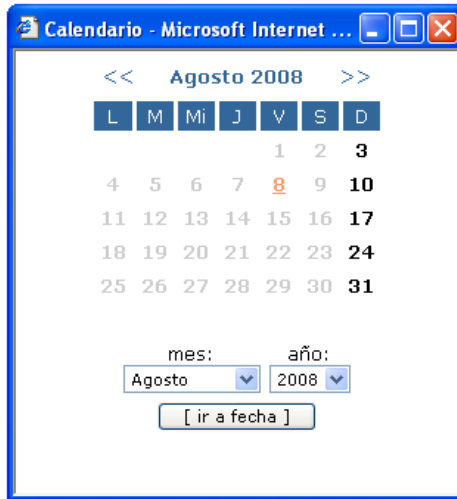 Calendario - Microsoft Internet ...
<< Agosto 2008 >>
L M Mi J V S D
1 2 3
4 5 6 7 8 9 10
11 12 13 14 15 16 17
18 19 20 21 22 23 24
25 26 27 28 29 30 31
mes: año:
Agosto 2008
[ ir a fecha ]